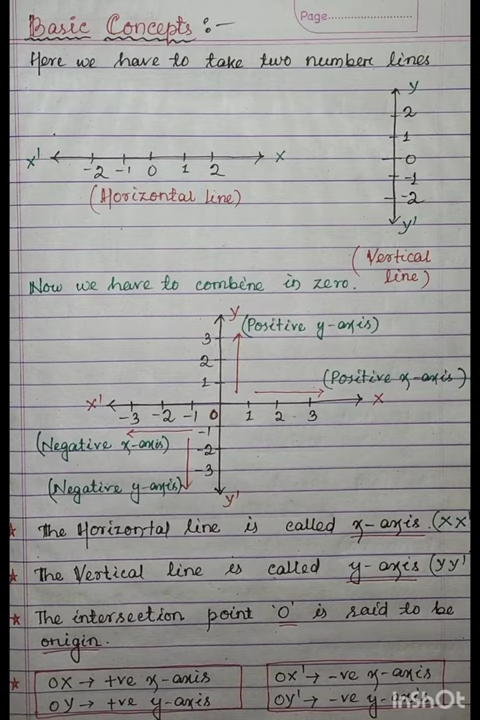 Page
Basic Concepts :-
Here we have to take two number lines
y
2
1
0
-1
-2
y'
x' -2 -1 0 1 2 x
(Horizontal line)
(Vertical line)
Now we have to combine in zero.
y
(Positive y-axis)
3
2
1
(Positive x-axis)
x' -3 -2 -1 0 1 2 3 x
-1
(Negative x-axis)
-2
-3
(Negative y-axis)
y'
★ The Horizontal line is called x-axis. (XX'
★ The Vertical line is called y-axis (yy'
★ The intersection point 'O' is said to be
origin.
★ OX → +ve x-axis
OY → +ve y-axis
OX' → -ve x-axis
OY' → -ve y-axis
InShOt